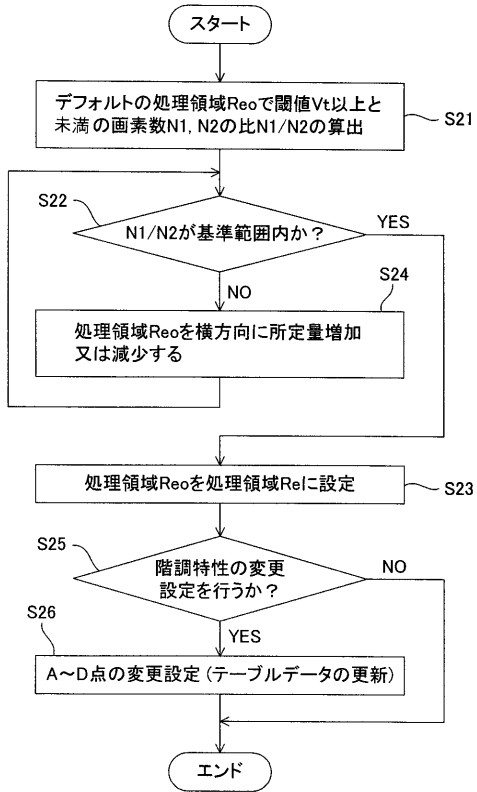 スタート
デフォルトの処理領域Reoで閾値Vt以上と
未満の画素数N1, N2の比N1/N2の算出
S21
S22
N1/N2が基準範囲内か?
YES
NO
S24
処理領域Reoを横方向に所定量増加
又は減少する
処理領域Reoを処理領域Reに設定
S23
S25
階調特性の変更
設定を行うか?
NO
YES
S26
A～D点の変更設定(テーブルデータの更新)
エンド